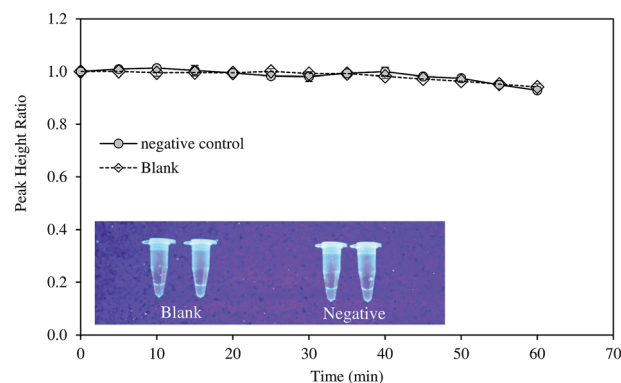 1.2
1.0
0.8
0.6
0.4
0.2
0.0
Peak Height Ratio
negative control
Blank
Blank
Negative
0
10
20
30
40
50
60
70
Time (min)